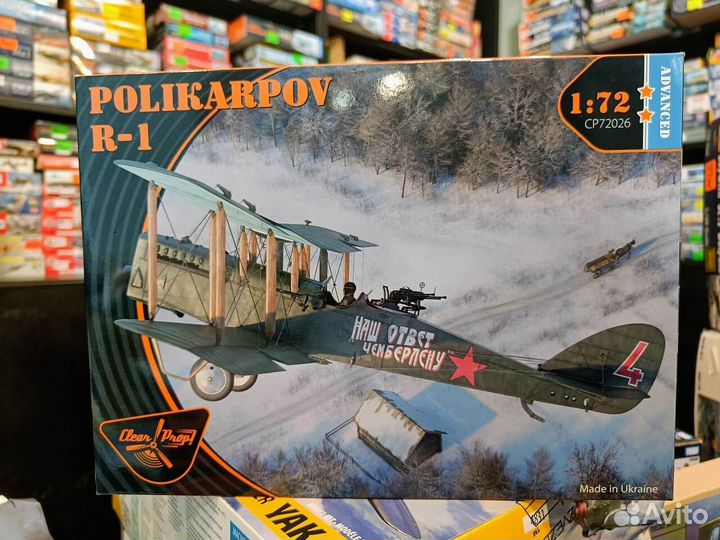 POLIKARPOV
R-1
1:72
CP72026
ADVANCED
НАШ ОТВЕТ
ЧЕМБЕРЛЕНУ
4
Clear Prop!
Made in Ukraine
YAK
Avito